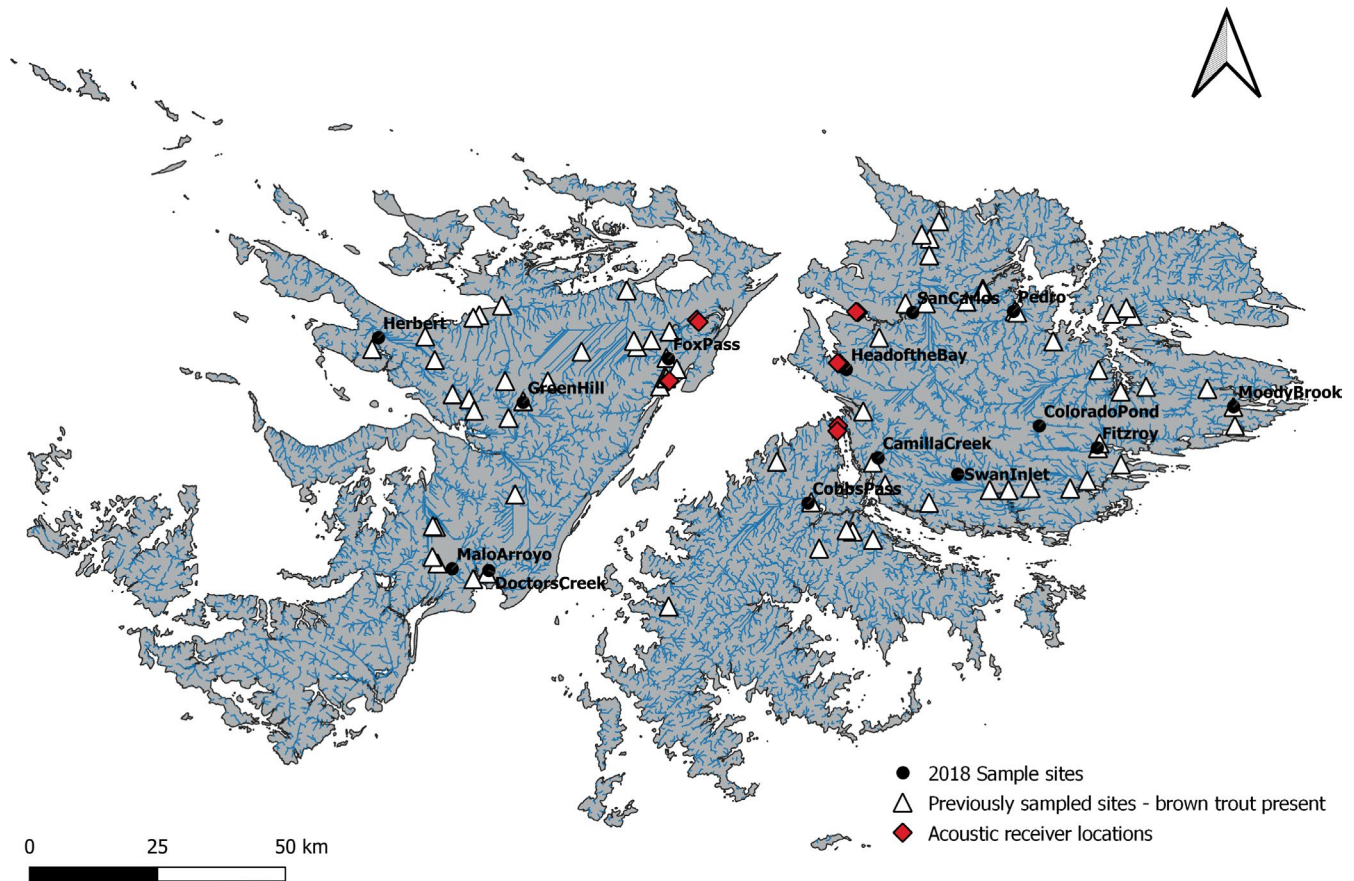 SanCarlos
Pedro
Herbert
FoxPass
HeadoftheBay
GreenHill
MoodyBrook
ColoradoPond
Fitzroy
CamillaCreek
SwanInlet
CobbsPass
MaloArroyo
DoctorsCreek
2018 Sample sites
Previously sampled sites - brown trout present
Acoustic receiver locations
0 25 50 km